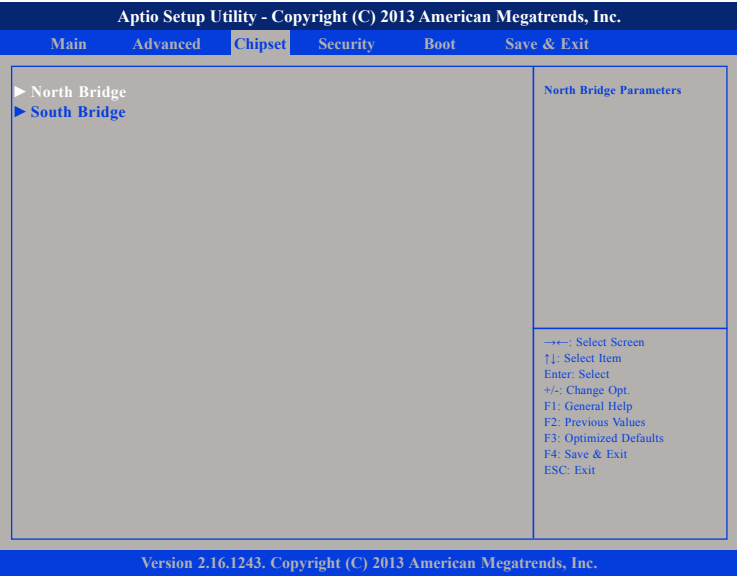 Aptio Setup Utility - Copyright (C) 2013 American Megatrends, Inc.
Main Advanced Chipset Security Boot Save & Exit
► North Bridge
► South Bridge
North Bridge Parameters
→←: Select Screen
↑↓: Select Item
Enter: Select
+/-: Change Opt.
F1: General Help
F2: Previous Values
F3: Optimized Defaults
F4: Save & Exit
ESC: Exit
Version 2.16.1243. Copyright (C) 2013 American Megatrends, Inc.